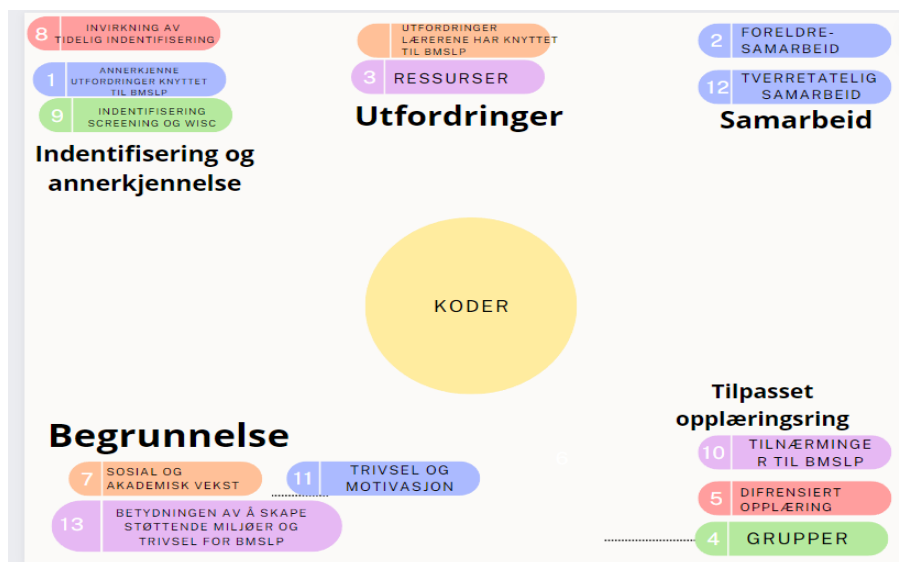 8
INVIRKNING AV
TIDELIG INDENTIFISERING
1
ANNERKJENNE
UTFORDRINGER KNYTTET
TIL BMSLP
9
INDENTIFISERING
SCREENING OG WISC
Indentifisering og
annerkjennelse
UTFORDRINGER
LÆRERENE HAR KNYTTET
TIL BMSLP
3
RESSURSER
Utfordringer
2
FORELDRE-
SAMARBEID
12
TVERRETATELIG
SAMARBEID
Samarbeid
KODER
Begrunnelse
7
SOSIAL OG
AKADEMISK VEKST
11
TRIVSEL OG
MOTIVASJON
13
BETYDNINGEN AV Å SKAPE
STØTTENDE MILJØER OG
TRIVSEL FOR BMSLP
6
Tilpasset
opplæringsring
10
TILNÆRMINGE
R TIL BMSLP
5
DIFRENSIERT
OPPLÆRING
4
GRUPPER